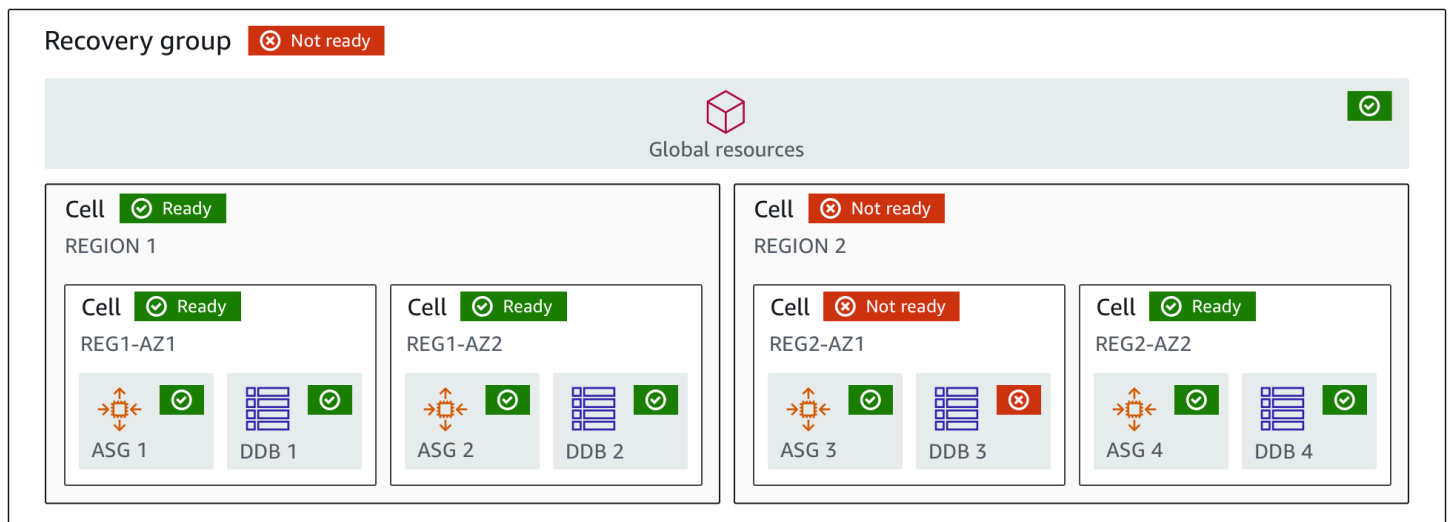 Recovery group Not ready
Global resources
Cell Ready
REGION 1
Cell Ready
REG1-AZ1
ASG 1
DDB 1
Cell Ready
REG1-AZ2
ASG 2
DDB 2
Cell Not ready
REGION 2
Cell Not ready
REG2-AZ1
ASG 3
DDB 3
Cell Ready
REG2-AZ2
ASG 4
DDB 4